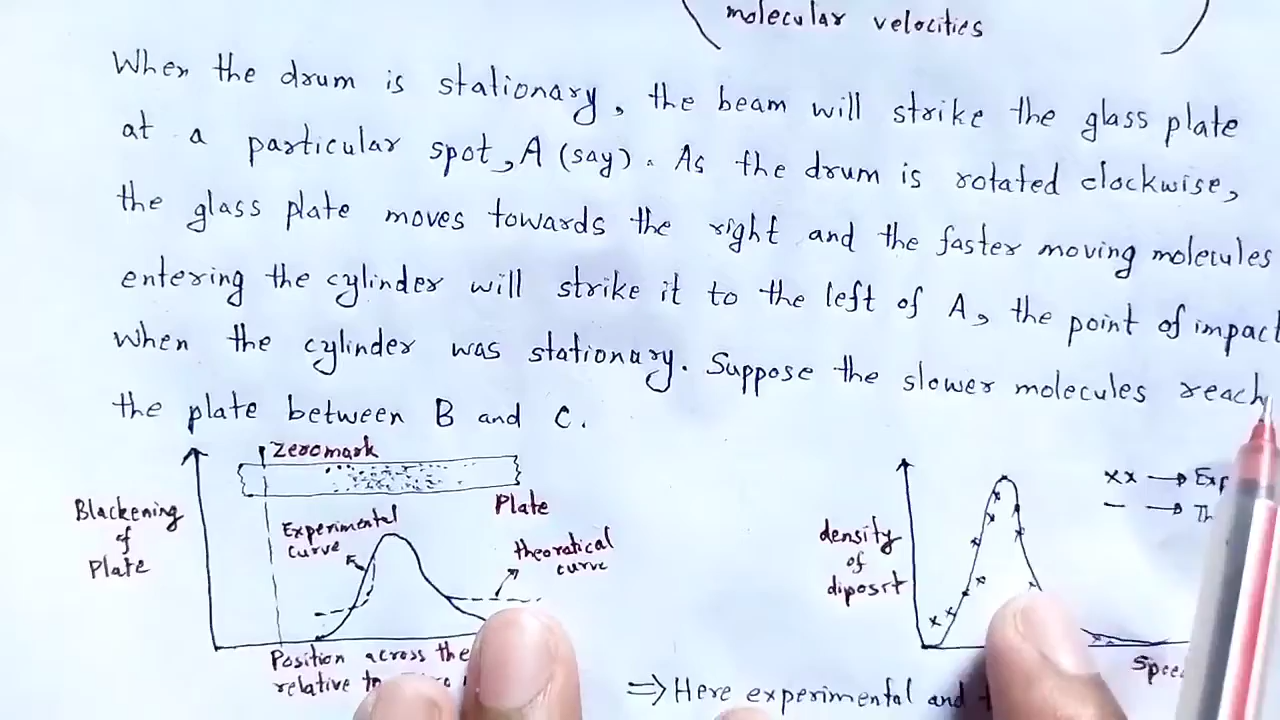 molecular velocities
When the drum is stationary, the beam will strike the glass plate
at a particular spot, A (say). As the drum is rotated clockwise,
the glass plate moves towards the right and the faster moving molecules
entering the cylinder will strike it to the left of A, the point of impact
when the cylinder was stationary. Suppose the slower molecules reach
the plate between B and C.
Zeromark
Plate
Blackening
of
Plate
Experimental
curve
theoratical
curve
Position across the
relative to
density
of
diposit
xx → Exp
— → Th
Speed
⇒ Here experimental and